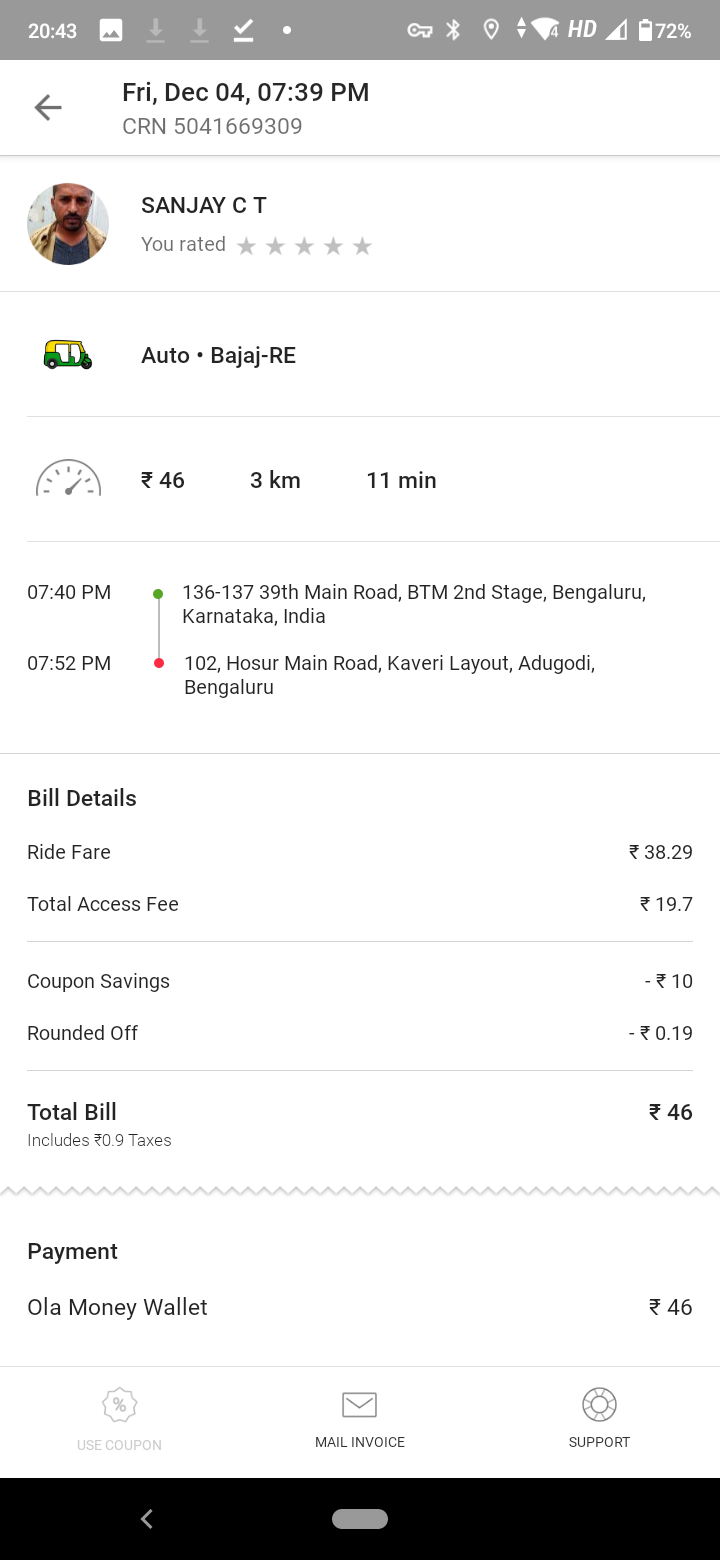 20:43 4 HD 72%
Fri, Dec 04, 07:39 PM
CRN 5041669309
SANJAY C T
You rated
Auto • Bajaj-RE
₹ 46 3 km 11 min
07:40 PM 136-137 39th Main Road, BTM 2nd Stage, Bengaluru,
Karnataka, India
07:52 PM 102, Hosur Main Road, Kaveri Layout, Adugodi,
Bengaluru
Bill Details
Ride Fare ₹ 38.29
Total Access Fee ₹ 19.7
Coupon Savings - ₹ 10
Rounded Off - ₹ 0.19
Total Bill ₹ 46
Includes ₹0.9 Taxes
Payment
Ola Money Wallet ₹ 46
%
USE COUPON MAIL INVOICE SUPPORT